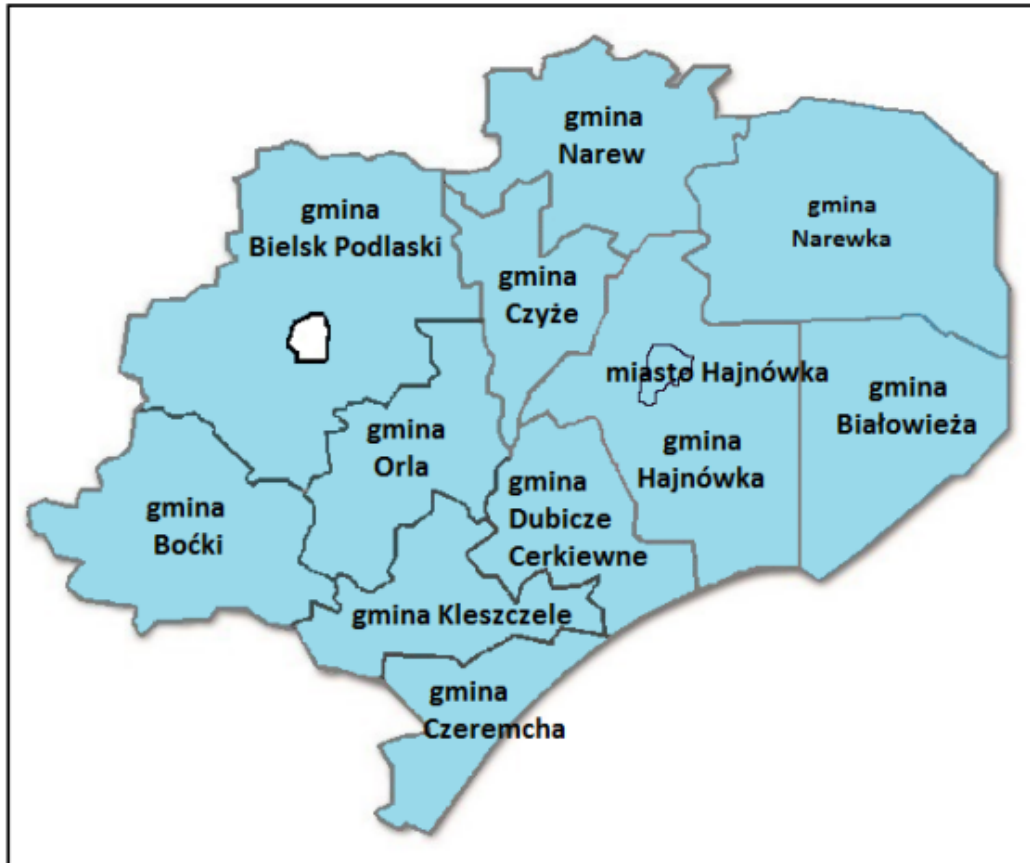 gmina
Narew
gmina
Bielsk Podlaski
gmina
Narewka
gmina
Czyże
miasto Hajnówka
gmina
Białowieża
gmina
Orla
gmina
Hajnówka
gmina
Boćki
gmina
Dubicze
Cerkiewne
gmina Kleszczele
gmina
Czeremcha